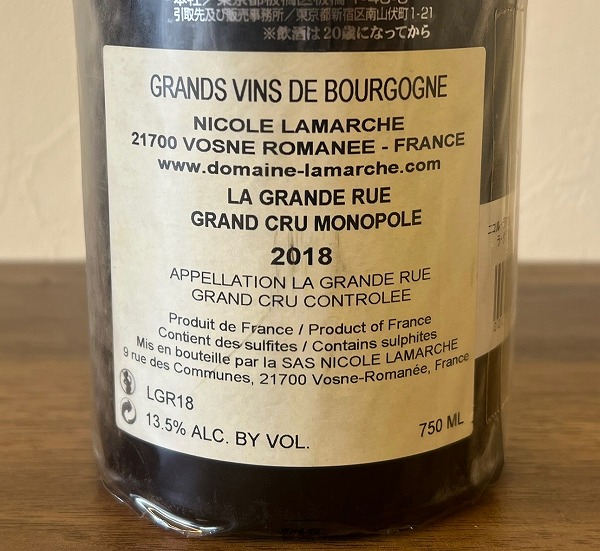 引取先及び販売事務所／東京都新宿区南山伏町1-21
※飲酒は20歳になってから
GRANDS VINS DE BOURGOGNE
NICOLE LAMARCHE
21700 VOSNE ROMANEE - FRANCE
www.domaine-lamarche.com
LA GRANDE RUE
GRAND CRU MONOPOLE
2018
APPELLATION LA GRANDE RUE
GRAND CRU CONTROLEE
Produit de France / Product of France
Contient des sulfites / Contains sulphites
Mis en bouteille par la SAS NICOLE LAMARCHE
9 rue des Communes, 21700 Vosne-Romanée, France
LGR18
13.5% ALC. BY VOL.
750 ML